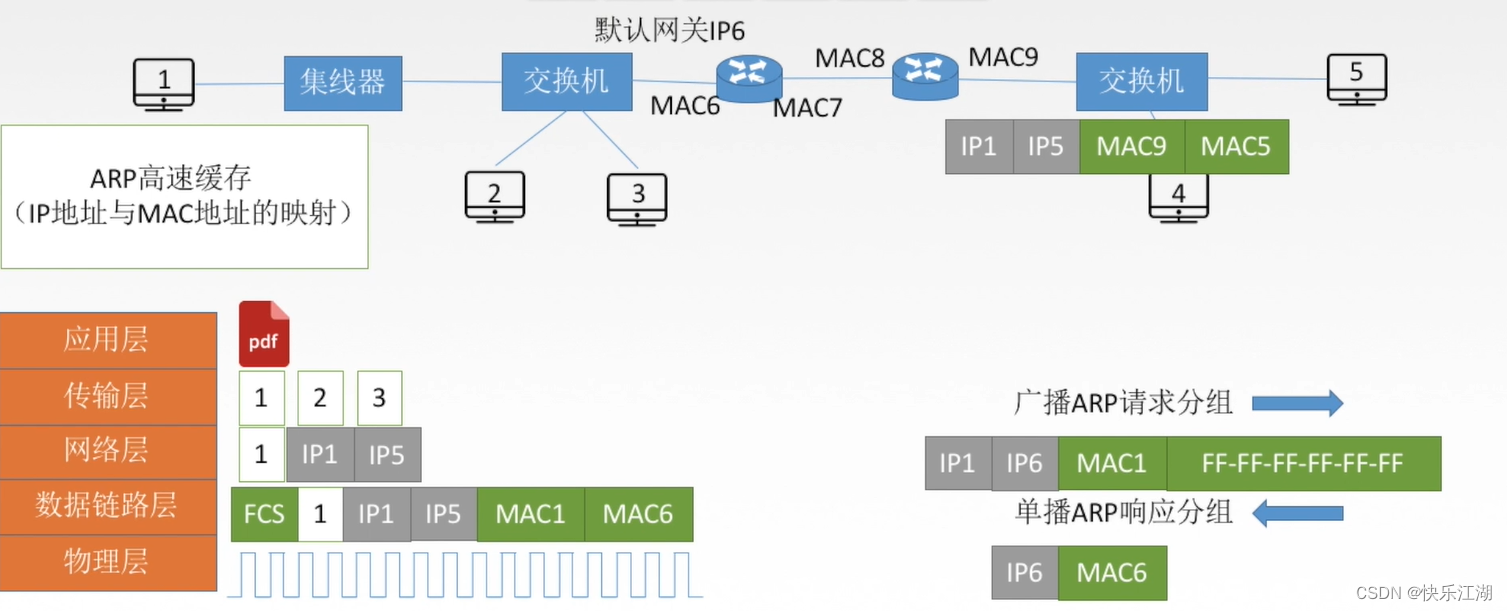 默认网关IP6
1 集线器 交换机 MAC8 MAC9 交换机 5
MAC6 MAC7
IP1 IP5 MAC9 MAC5
ARP高速缓存
（IP地址与MAC地址的映射）
2 3 4
应用层 pdf
传输层 1 2 3
网络层 1 IP1 IP5
数据链路层 FCS 1 IP1 IP5 MAC1 MAC6
物理层
广播ARP请求分组
IP1 IP6 MAC1 FF-FF-FF-FF-FF-FF
单播ARP响应分组
IP6 MAC6
CSDN @快乐江湖